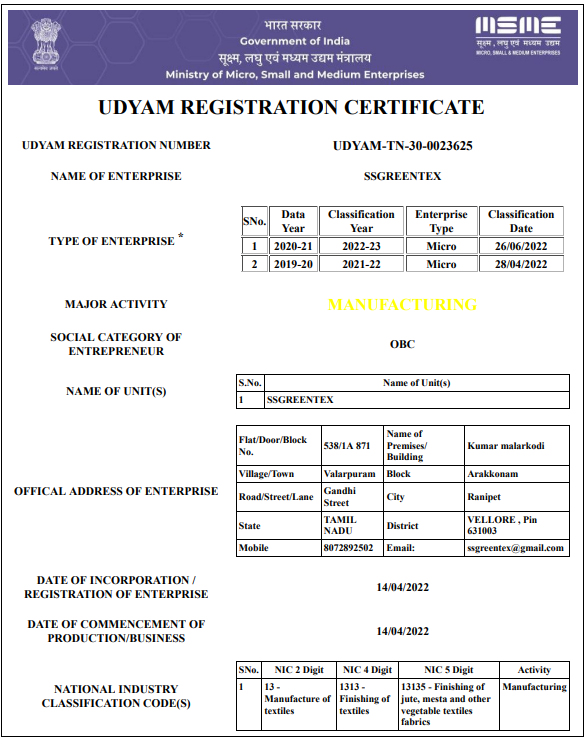 भारत सरकार
Government of India
सूक्ष्म, लघु एवं मध्यम उद्यम मंत्रालय
Ministry of Micro, Small and Medium Enterprises
MSME
सूक्ष्म, लघु एवं मध्यम उद्यम
MICRO, SMALL & MEDIUM ENTERPRISES
UDYAM REGISTRATION CERTIFICATE
UDYAM REGISTRATION NUMBER UDYAM-TN-30-0023625
NAME OF ENTERPRISE SSGREENTEX
TYPE OF ENTERPRISE *
SNo. Data Year Classification Year Enterprise Type Classification Date
1 2020-21 2022-23 Micro 26/06/2022
2 2019-20 2021-22 Micro 28/04/2022
MAJOR ACTIVITY MANUFACTURING
SOCIAL CATEGORY OF
ENTREPRENEUR
OBC
NAME OF UNIT(S)
S.No. Name of Unit(s)
1 SSGREENTEX
OFFICAL ADDRESS OF ENTERPRISE
Flat/Door/Block No. 538/1A 871 Name of Premises/ Building Kumar malarkodi
Village/Town Valarpuram Block Arakkonam
Road/Street/Lane Gandhi Street City Ranipet
State TAMIL NADU District VELLORE , Pin 631003
Mobile 8072892502 Email: ssgreentex@gmail.com
DATE OF INCORPORATION /
REGISTRATION OF ENTERPRISE
14/04/2022
DATE OF COMMENCEMENT OF
PRODUCTION/BUSINESS
14/04/2022
NATIONAL INDUSTRY
CLASSIFICATION CODE(S)
SNo. NIC 2 Digit NIC 4 Digit NIC 5 Digit Activity
1 13 - Manufacture of textiles 1313 - Finishing of textiles 13135 - Finishing of jute, mesta and other vegetable textiles fabrics Manufacturing